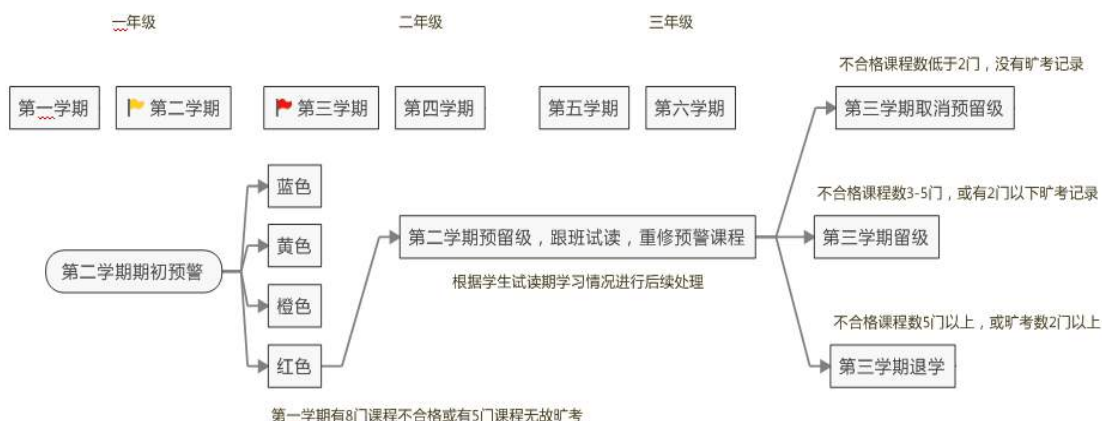 一年级 二年级 三年级
不合格课程数低于2门，没有旷考记录
第一学期 第二学期 第三学期 第四学期 第五学期 第六学期 第三学期取消预留级
蓝色
不合格课程数3-5门，或有2门以下旷考记录
黄色 第二学期预留级，跟班试读，重修预警课程 第三学期留级
第二学期期初预警
根据学生试读期学习情况进行后续处理
橙色
不合格课程数5门以上，或旷考数2门以上
红色 第三学期退学
第一学期有8门课程不合格或有5门课程无故旷考